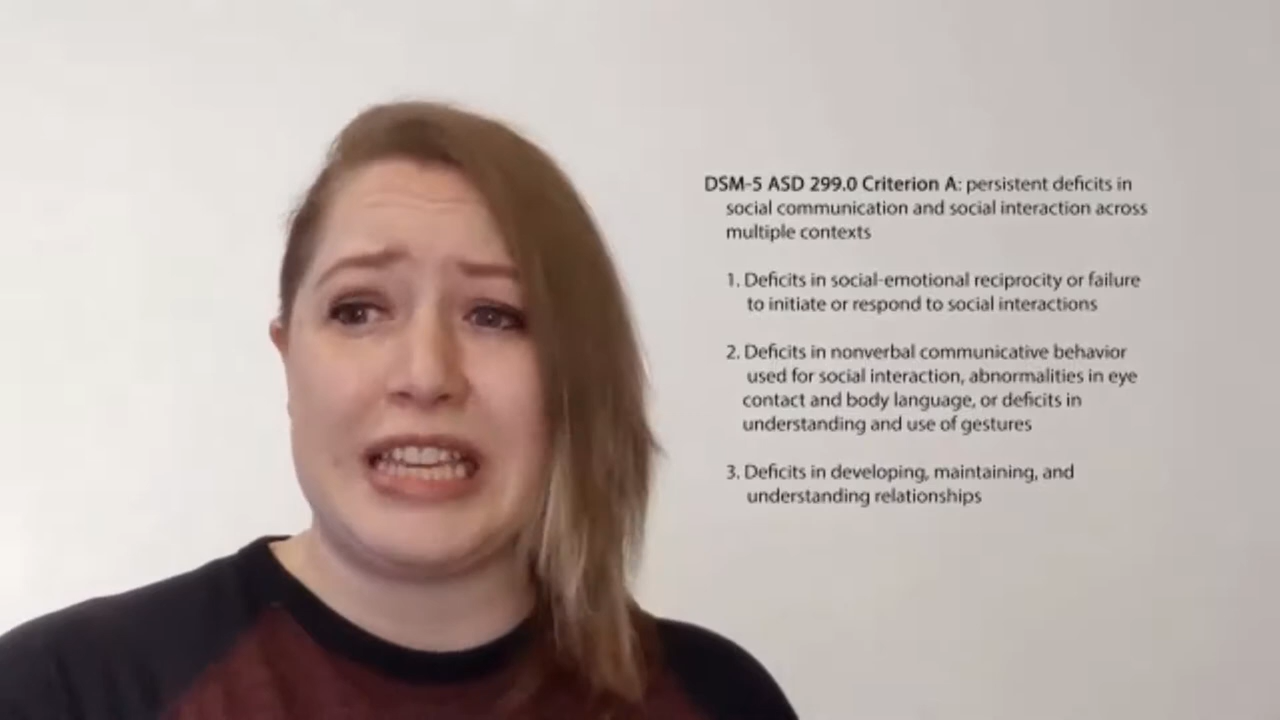 DSM-5 ASD 299.0 Criterion A: persistent deficits in
social communication and social interaction across
multiple contexts
1. Deficits in social-emotional reciprocity or failure
to initiate or respond to social interactions
2. Deficits in nonverbal communicative behavior
used for social interaction, abnormalities in eye
contact and body language, or deficits in
understanding and use of gestures
3. Deficits in developing, maintaining, and
understanding relationships